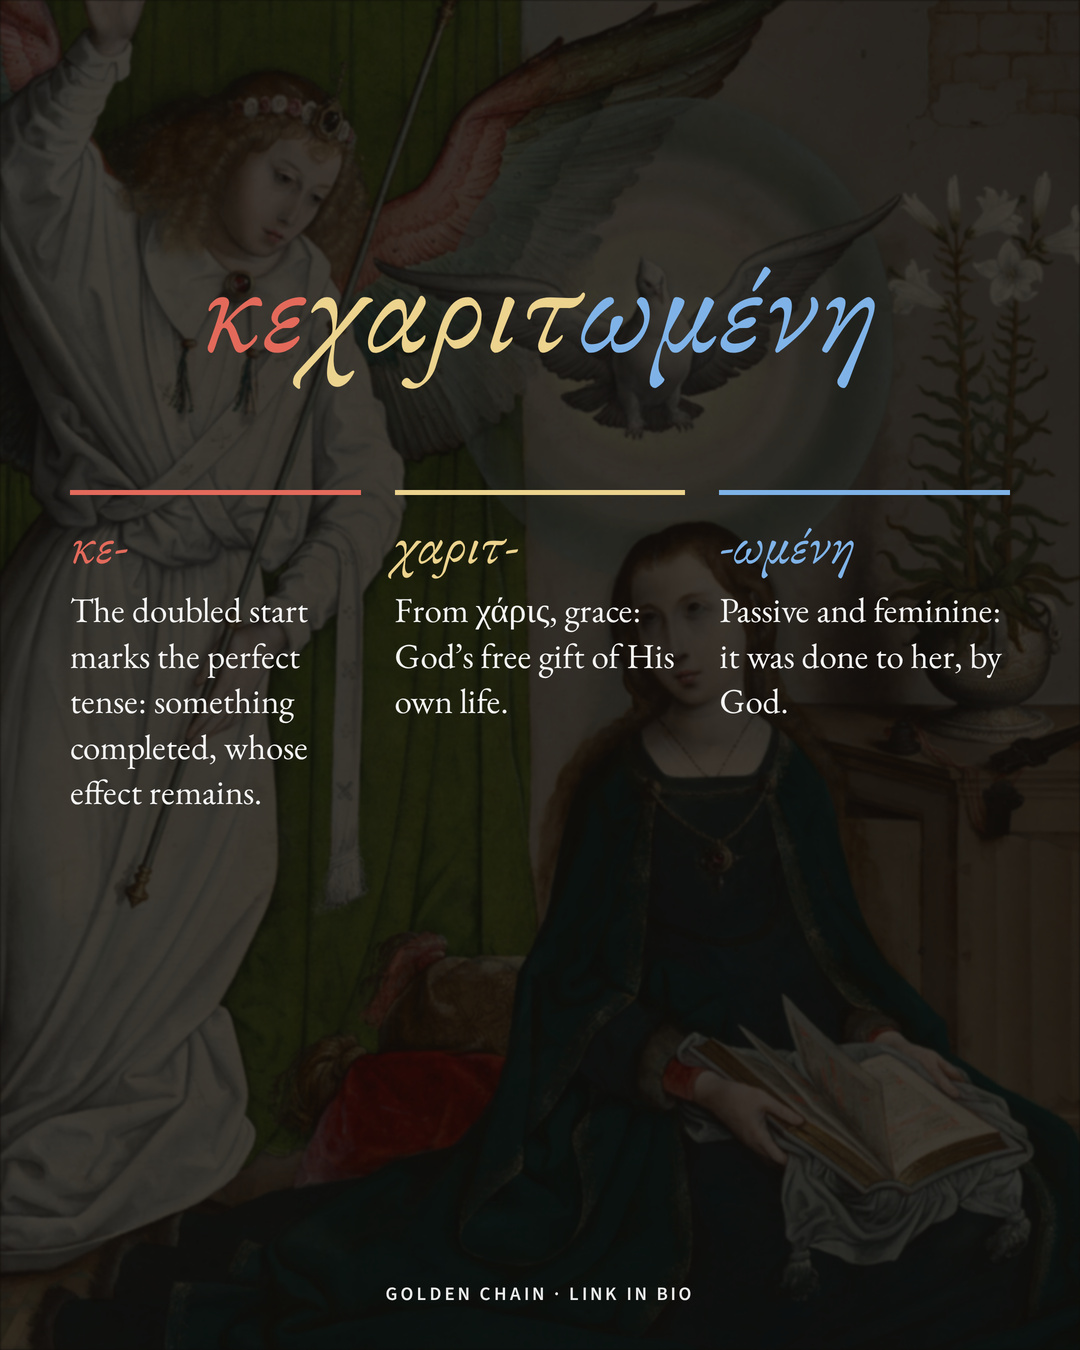 κεχαριτωμένη
κε-
The doubled start
marks the perfect
tense: something
completed, whose
effect remains.
χαριτ-
From χάρις, grace:
God’s free gift of His
own life.
-ωμένη
Passive and feminine:
it was done to her, by
God.
GOLDEN CHAIN · LINK IN BIO